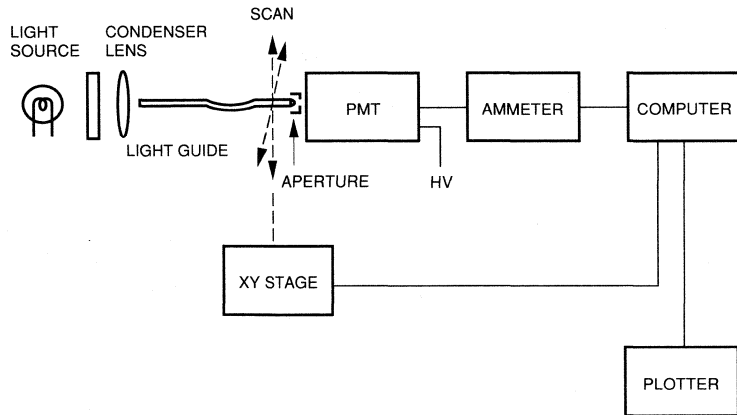 SCAN
LIGHT
SOURCE
CONDENSER
LENS
PMT
AMMETER
COMPUTER
LIGHT GUIDE
APERTURE
HV
XY STAGE
PLOTTER